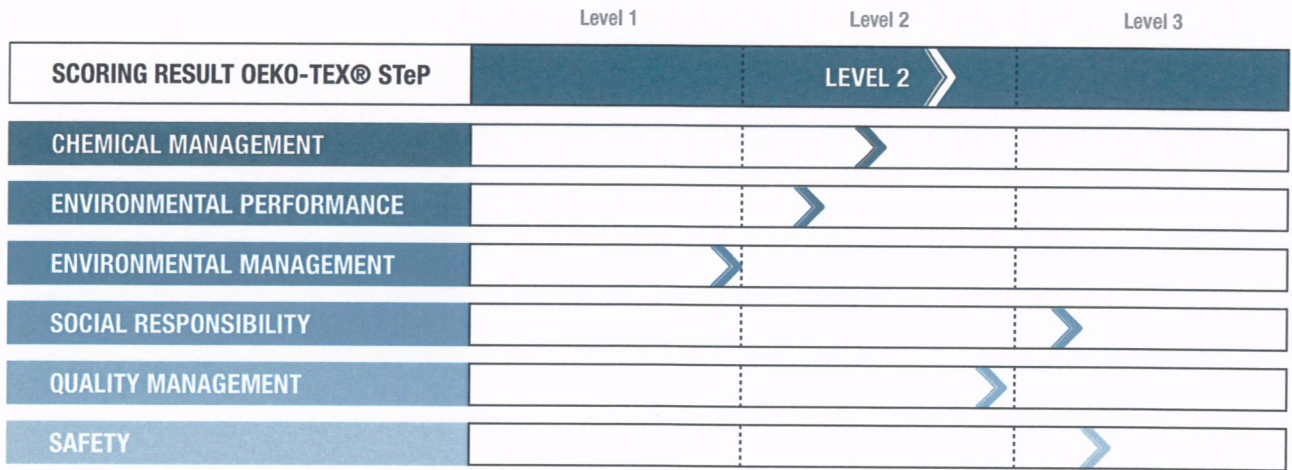 Level 1 Level 2 Level 3
SCORING RESULT OEKO-TEX® STeP LEVEL 2
CHEMICAL MANAGEMENT
ENVIRONMENTAL PERFORMANCE
ENVIRONMENTAL MANAGEMENT
SOCIAL RESPONSIBILITY
QUALITY MANAGEMENT
SAFETY